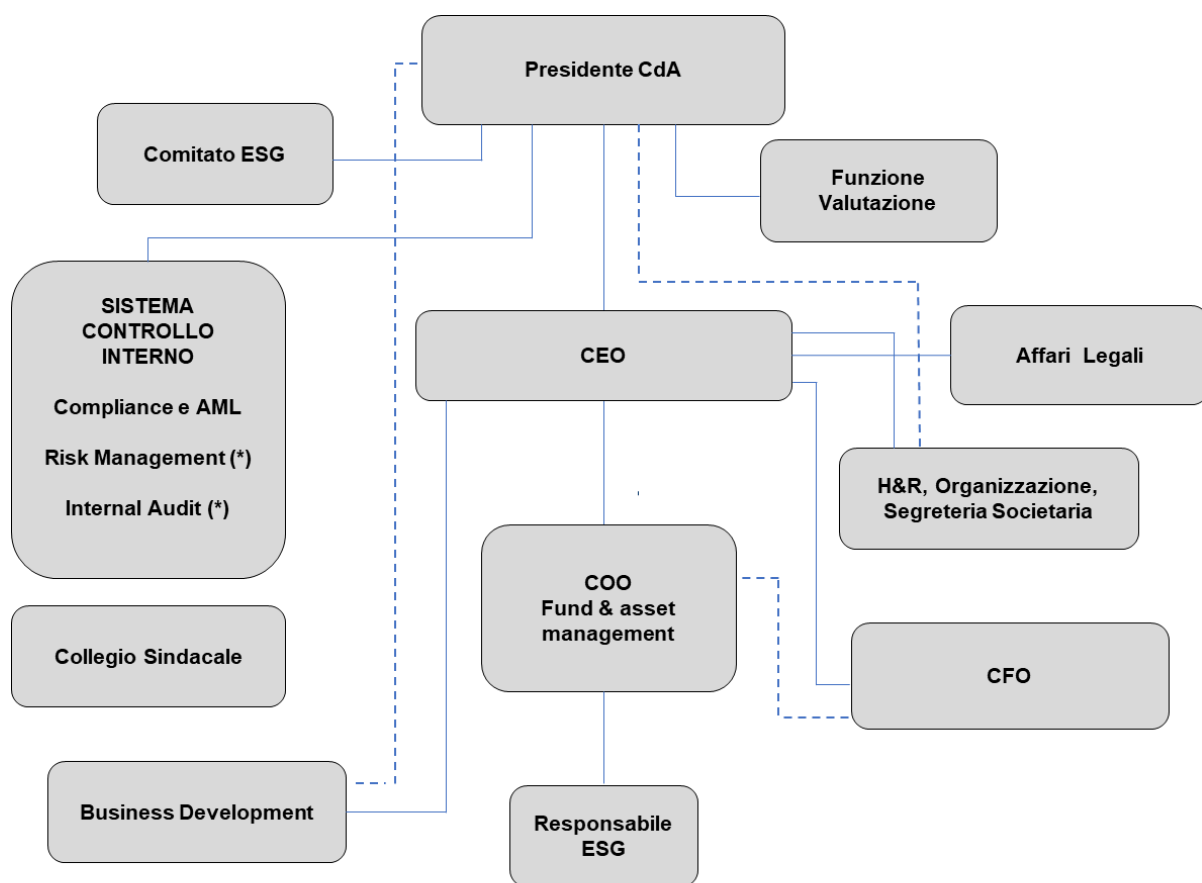 Presidente CdA
Comitato ESG
Funzione
Valutazione
SISTEMA
CONTROLLO
INTERNO
Compliance e AML
Risk Management (*)
Internal Audit (*)
CEO
Affari Legali
H&R, Organizzazione,
Segreteria Societaria
COO
Fund & asset
management
Collegio Sindacale
CFO
Business Development
Responsabile
ESG